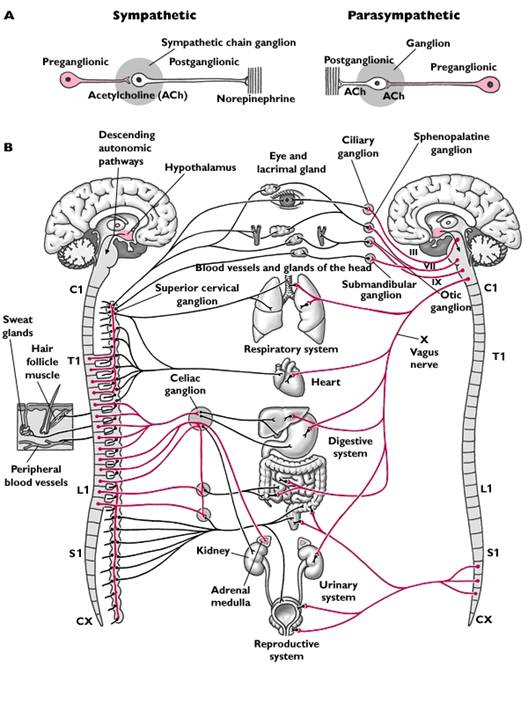 A
Sympathetic
Parasympathetic
Sympathetic chain ganglion
Preganglionic
Postganglionic
Acetylcholine (ACh)
Norepinephrine
Ganglion
Postganglionic
Preganglionic
ACh
ACh
B
Descending
autonomic
pathways
Hypothalamus
Eye and
lacrimal gland
Ciliary
ganglion
Sphenopalatine
ganglion
III
VII
IX
Blood vessels and glands of the head
Submandibular
ganglion
Otic
ganglion
C1
C1
Superior cervical
ganglion
Sweat
glands
Hair
follicle
muscle
T1
T1
Respiratory system
X
Vagus
nerve
Celiac
ganglion
Heart
Digestive
system
Peripheral
blood vessels
L1
L1
S1
S1
Kidney
Adrenal
medulla
Urinary
system
CX
CX
Reproductive
system